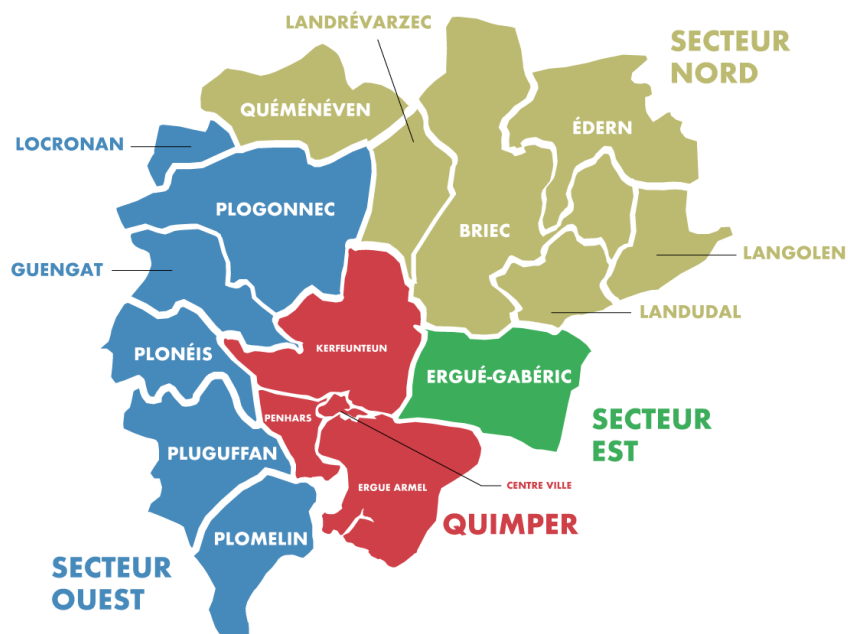 LANDRÉVARZEC
SECTEUR
NORD
QUÉMÉNÉVEN
ÉDERN
LOCRONAN
PLOGONNEC
BRIEC
LANGOLEN
GUENGAT
LANDUDAL
KERFEUNTEUN
PLONÉIS
ERGUÉ-GABÉRIC
PENHARS
SECTEUR
EST
PLUGUFFAN
ERGUE ARMEL
CENTRE VILLE
QUIMPER
PLOMELIN
SECTEUR
OUEST